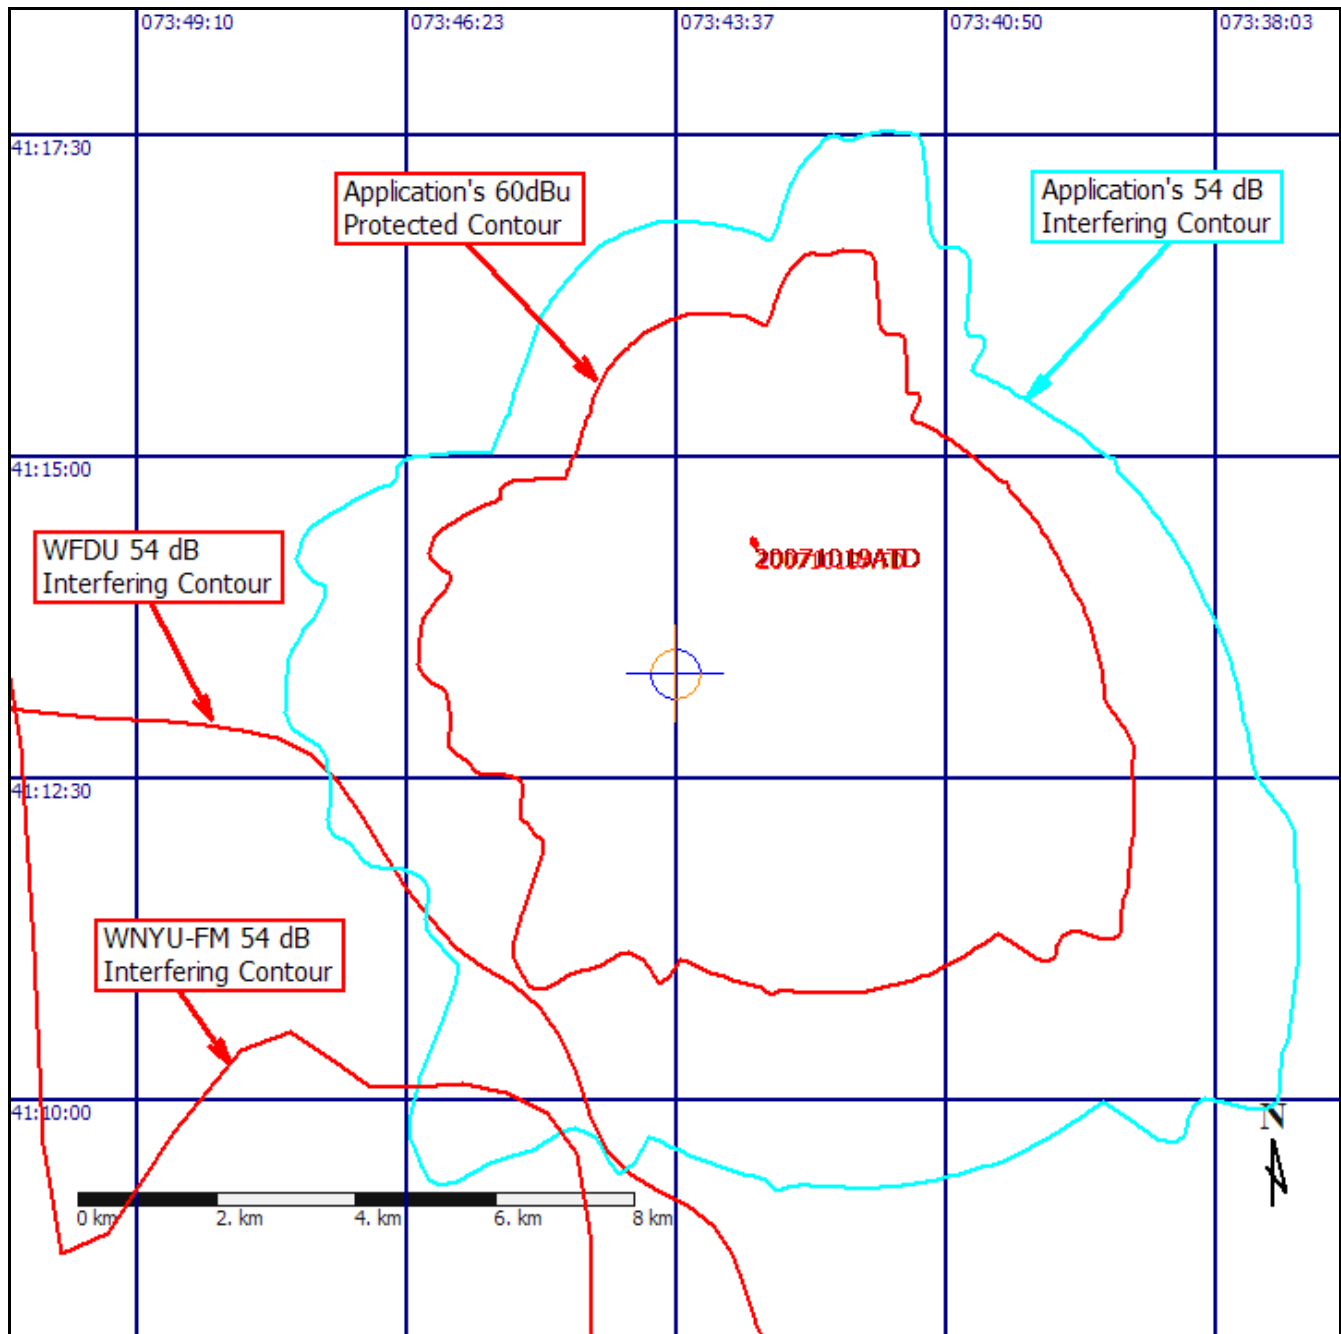 073:49:10
073:46:23
073:43:37
073:40:50
073:38:03
41:17:30
Application's 60dBu
Protected Contour
Application's 54 dB
Interfering Contour
41:15:00
WFDU 54 dB
Interfering Contour
20071019ATD
41:12:30
WNYU-FM 54 dB
Interfering Contour
41:10:00
N
0 km
2. km
4. km
6. km
8 km